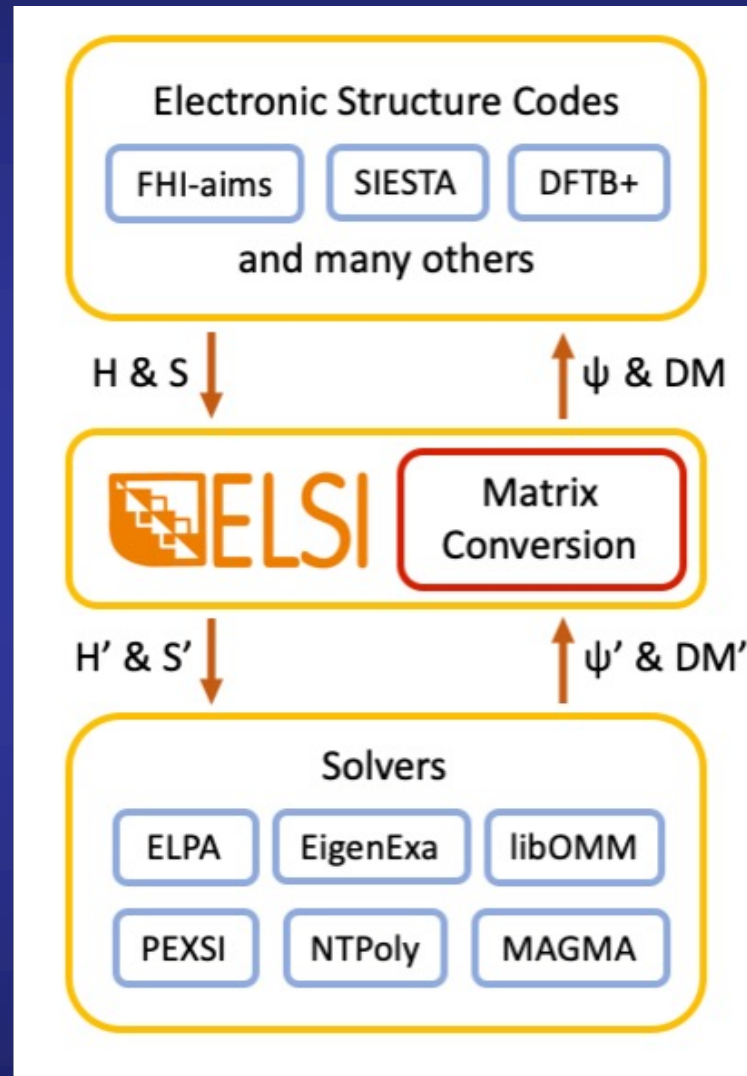 Electronic Structure Codes
FHI-aims SIESTA DFTB+
and many others
H & S ψ & DM
ELSI Matrix
Conversion
H’ & S’ ψ’ & DM’
Solvers
ELPA EigenExa libOMM
PEXSI NTPoly MAGMA